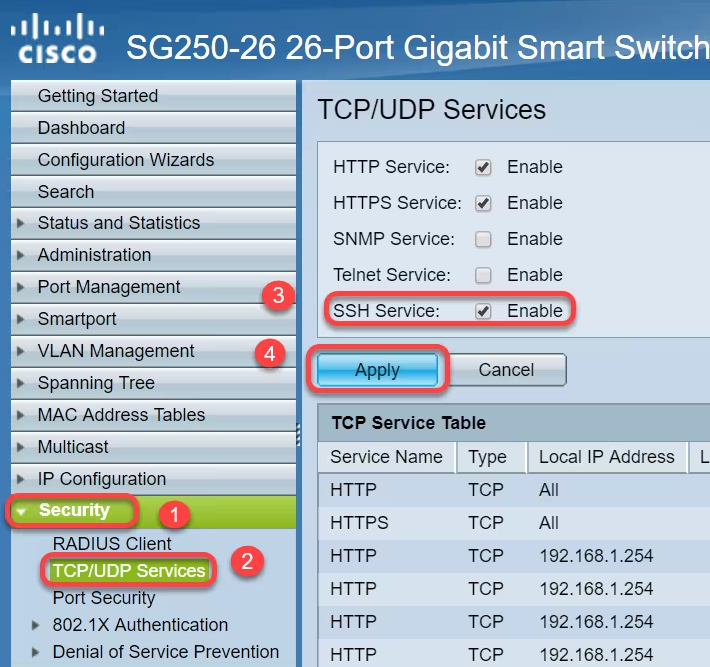 CISCO
SG250-26 26-Port Gigabit Smart Switch
Getting Started
Dashboard
Configuration Wizards
Search
Status and Statistics
Administration
Port Management
Smartport
VLAN Management
Spanning Tree
MAC Address Tables
Multicast
IP Configuration
Security
1
RADIUS Client
TCP/UDP Services
2
Port Security
802.1X Authentication
Denial of Service Prevention
TCP/UDP Services
HTTP Service: Enable
HTTPS Service: Enable
SNMP Service: Enable
Telnet Service: Enable
3
SSH Service: Enable
4
Apply Cancel
TCP Service Table
Service Name Type Local IP Address L
HTTP TCP All
HTTPS TCP All
HTTP TCP 192.168.1.254
HTTP TCP 192.168.1.254
HTTP TCP 192.168.1.254
HTTP TCP 192.168.1.254